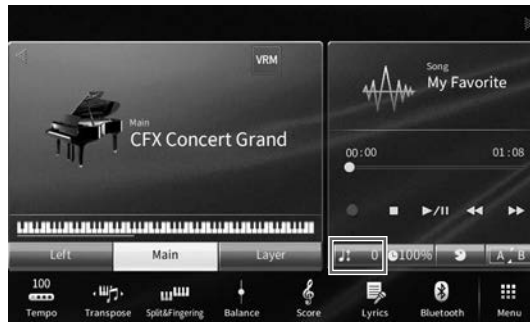 VRM
Main
CFX Concert Grand
Left
Main
Layer
Song
My Favorite
00:00
01:08
0
100%
A B
100
Tempo
Transpose
Split&Fingering
Balance
Score
Lyrics
Bluetooth
Menu